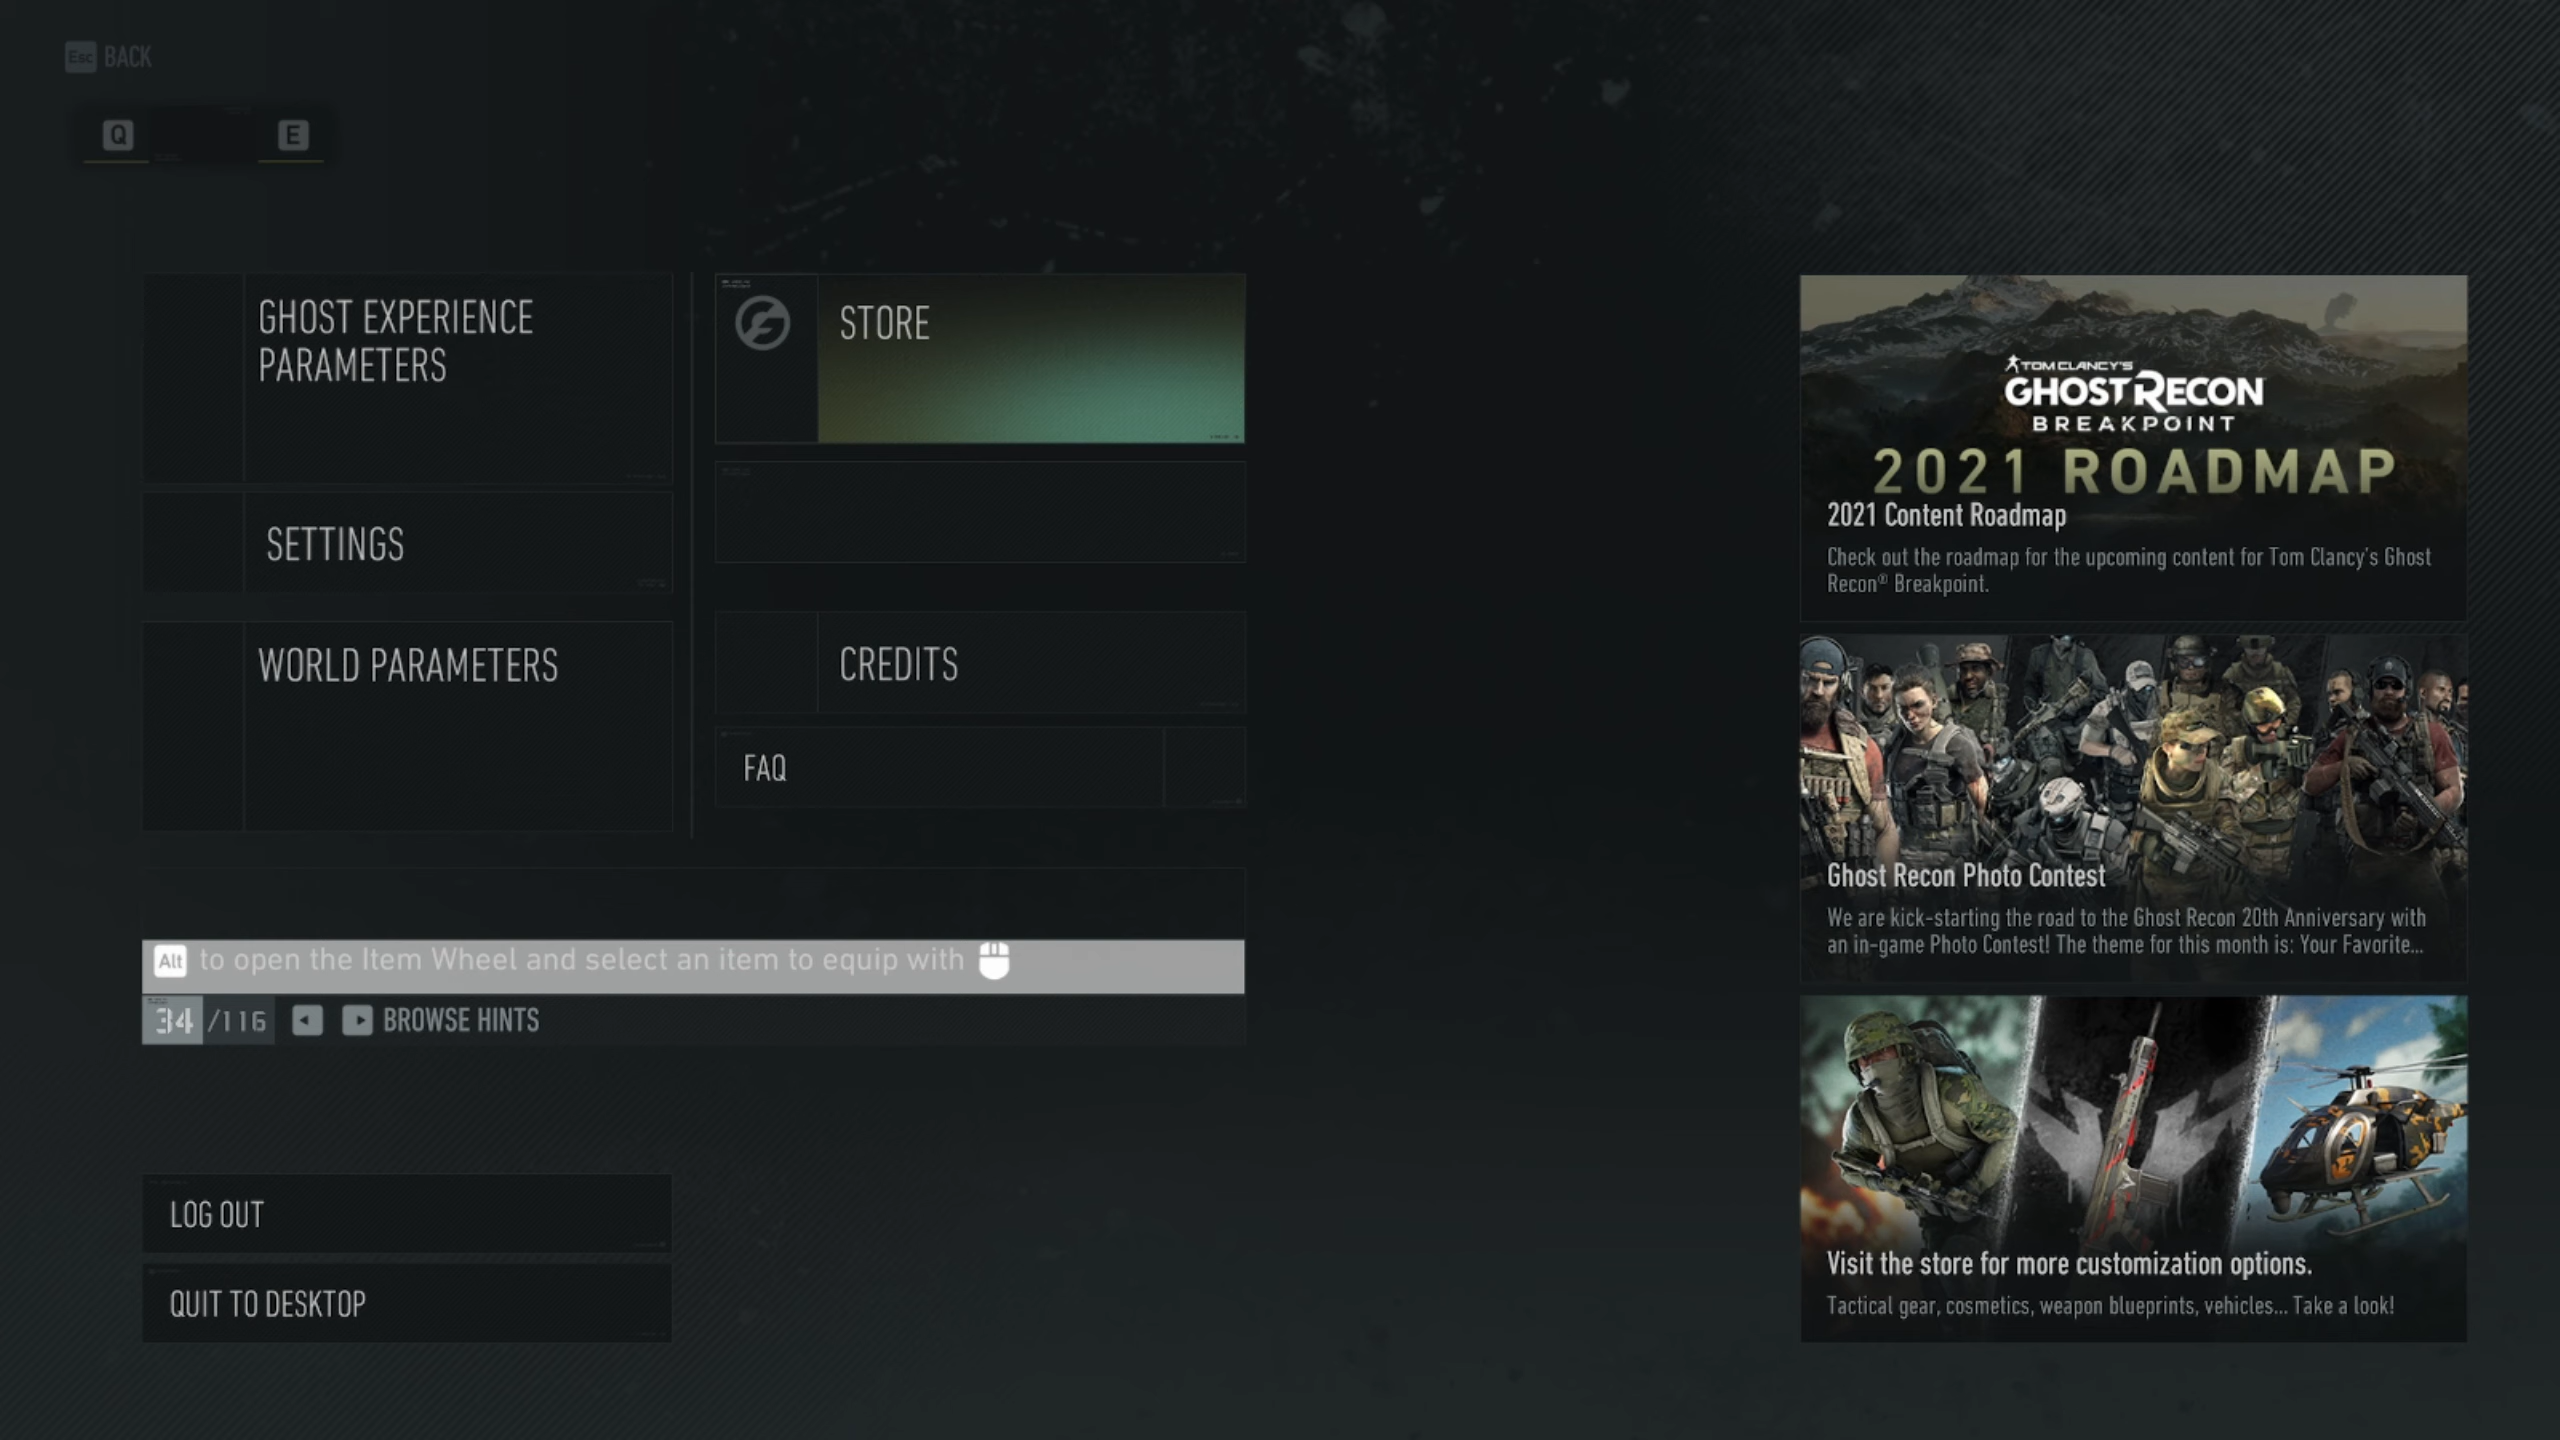 Esc BACK
Q E
GHOST EXPERIENCE
PARAMETERS
SETTINGS
WORLD PARAMETERS
STORE
CREDITS
FAQ
Alt to open the Item Wheel and select an item to equip with
34 /116 BROWSE HINTS
LOG OUT
QUIT TO DESKTOP
TOM CLANCY'S
GHOST RECON
BREAKPOINT
2021 ROADMAP
2021 Content Roadmap
Check out the roadmap for the upcoming content for Tom Clancy's Ghost
Recon® Breakpoint.
Ghost Recon Photo Contest
We are kick-starting the road to the Ghost Recon 20th Anniversary with
an in-game Photo Contest! The theme for this month is: Your Favorite...
Visit the store for more customization options.
Tactical gear, cosmetics, weapon blueprints, vehicles... Take a look!